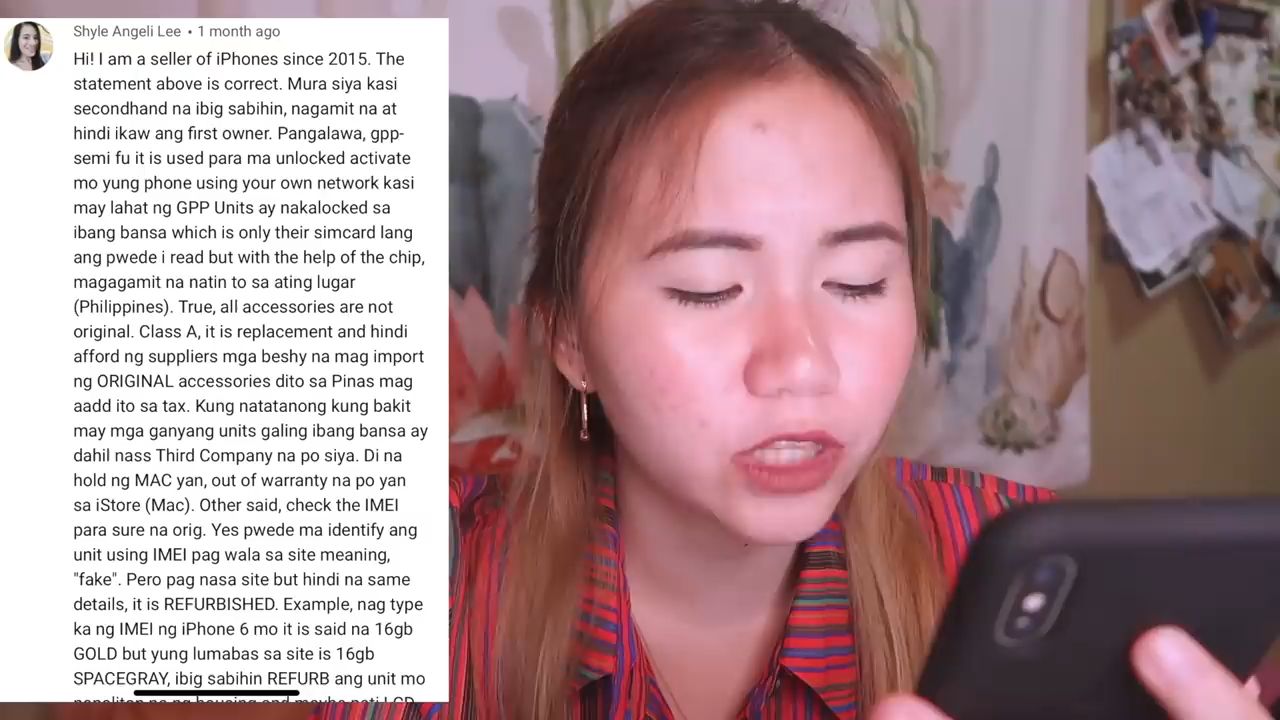 Shyle Angeli Lee • 1 month ago
Hi! I am a seller of iPhones since 2015. The
statement above is correct. Mura siya kasi
secondhand na ibig sabihin, nagamit na at
hindi ikaw ang first owner. Pangalawa, gpp-
semi fu it is used para ma unlocked activate
mo yung phone using your own network kasi
may lahat ng GPP Units ay nakalocked sa
ibang bansa which is only their simcard lang
ang pwede i read but with the help of the chip,
magagamit na natin to sa ating lugar
(Philippines). True, all accessories are not
original. Class A, it is replacement and hindi
afford ng suppliers mga beshy na mag import
ng ORIGINAL accessories dito sa Pinas mag
aadd ito sa tax. Kung natatanong kung bakit
may mga ganyang units galing ibang bansa ay
dahil nass Third Company na po siya. Di na
hold ng MAC yan, out of warranty na po yan
sa iStore (Mac). Other said, check the IMEI
para sure na orig. Yes pwede ma identify ang
unit using IMEI pag wala sa site meaning,
"fake". Pero pag nasa site but hindi na same
details, it is REFURBISHED. Example, nag type
ka ng IMEI ng iPhone 6 mo it is said na 16gb
GOLD but yung lumabas sa site is 16gb
SPACEGRAY, ibig sabihin REFURB ang unit mo